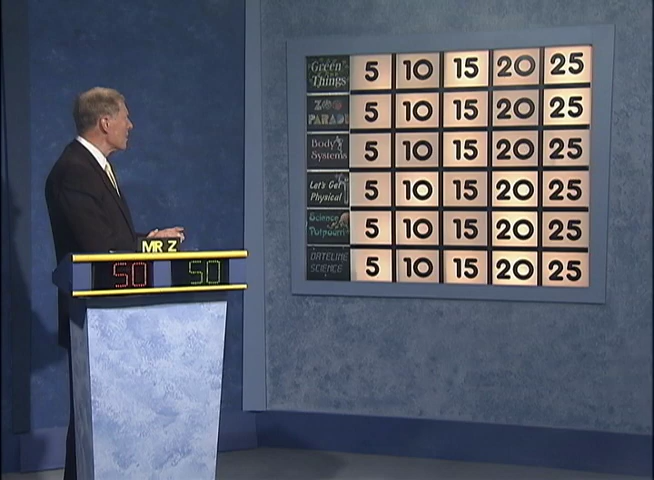 Green
Things
5 10 15 20 25
ZOO
PARADE
5 10 15 20 25
Body
Systems
5 10 15 20 25
Let's Get
Physical
5 10 15 20 25
Science
Potpourri
5 10 15 20 25
DATELINE
SCIENCE
5 10 15 20 25
MR Z
50 50